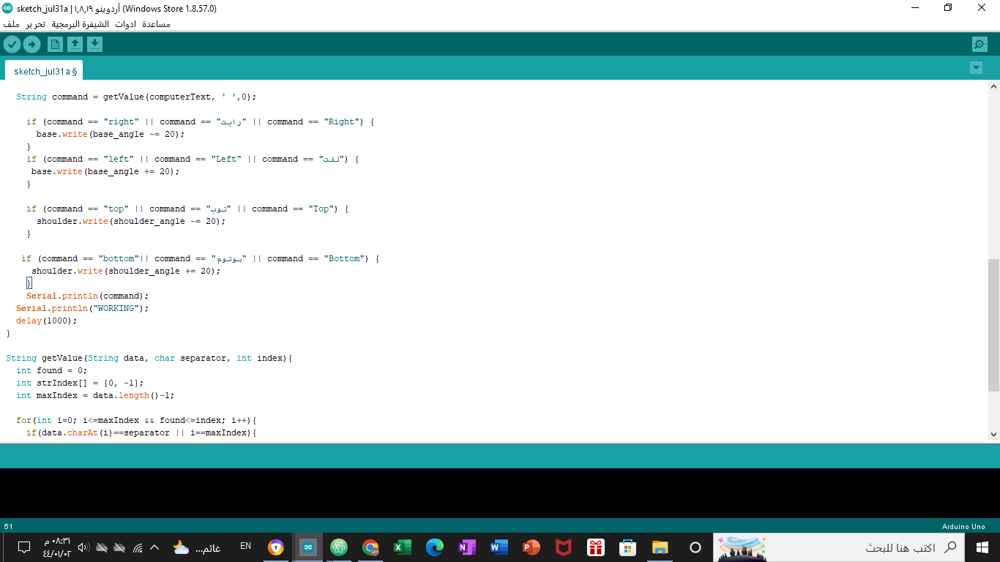 sketch_jul31a | أردوينو ١,٨,١٩ (Windows Store 1.8.57.0)
ملف تحرير الشيفرة البرمجية ادوات مساعدة
sketch_jul31a §
String command = getValue(computerText, ' ',0);
if (command == "right" || command == "رايت" || command == "Right") {
base.write(base_angle -= 20);
}
if (command == "left" || command == "Left" || command == "لفت") {
base.write(base_angle += 20);
}
if (command == "top" || command == "توب" || command == "Top") {
shoulder.write(shoulder_angle -= 20);
}
if (command == "bottom"|| command == "بوتوم" || command == "Bottom") {
shoulder.write(shoulder_angle += 20);
}
Serial.println(command);
Serial.println("WORKING");
delay(1000);
}
String getValue(String data, char separator, int index){
int found = 0;
int strIndex[] = {0, -1};
int maxIndex = data.length()-1;
for(int i=0; i<=maxIndex && found<=index; i++){
if(data.charAt(i)==separator || i==maxIndex){
51
Arduino Uno
٠٨:٣١ م
٤٤/٠١/٠٢
غائم...
EN
اكتب هنا للبحث